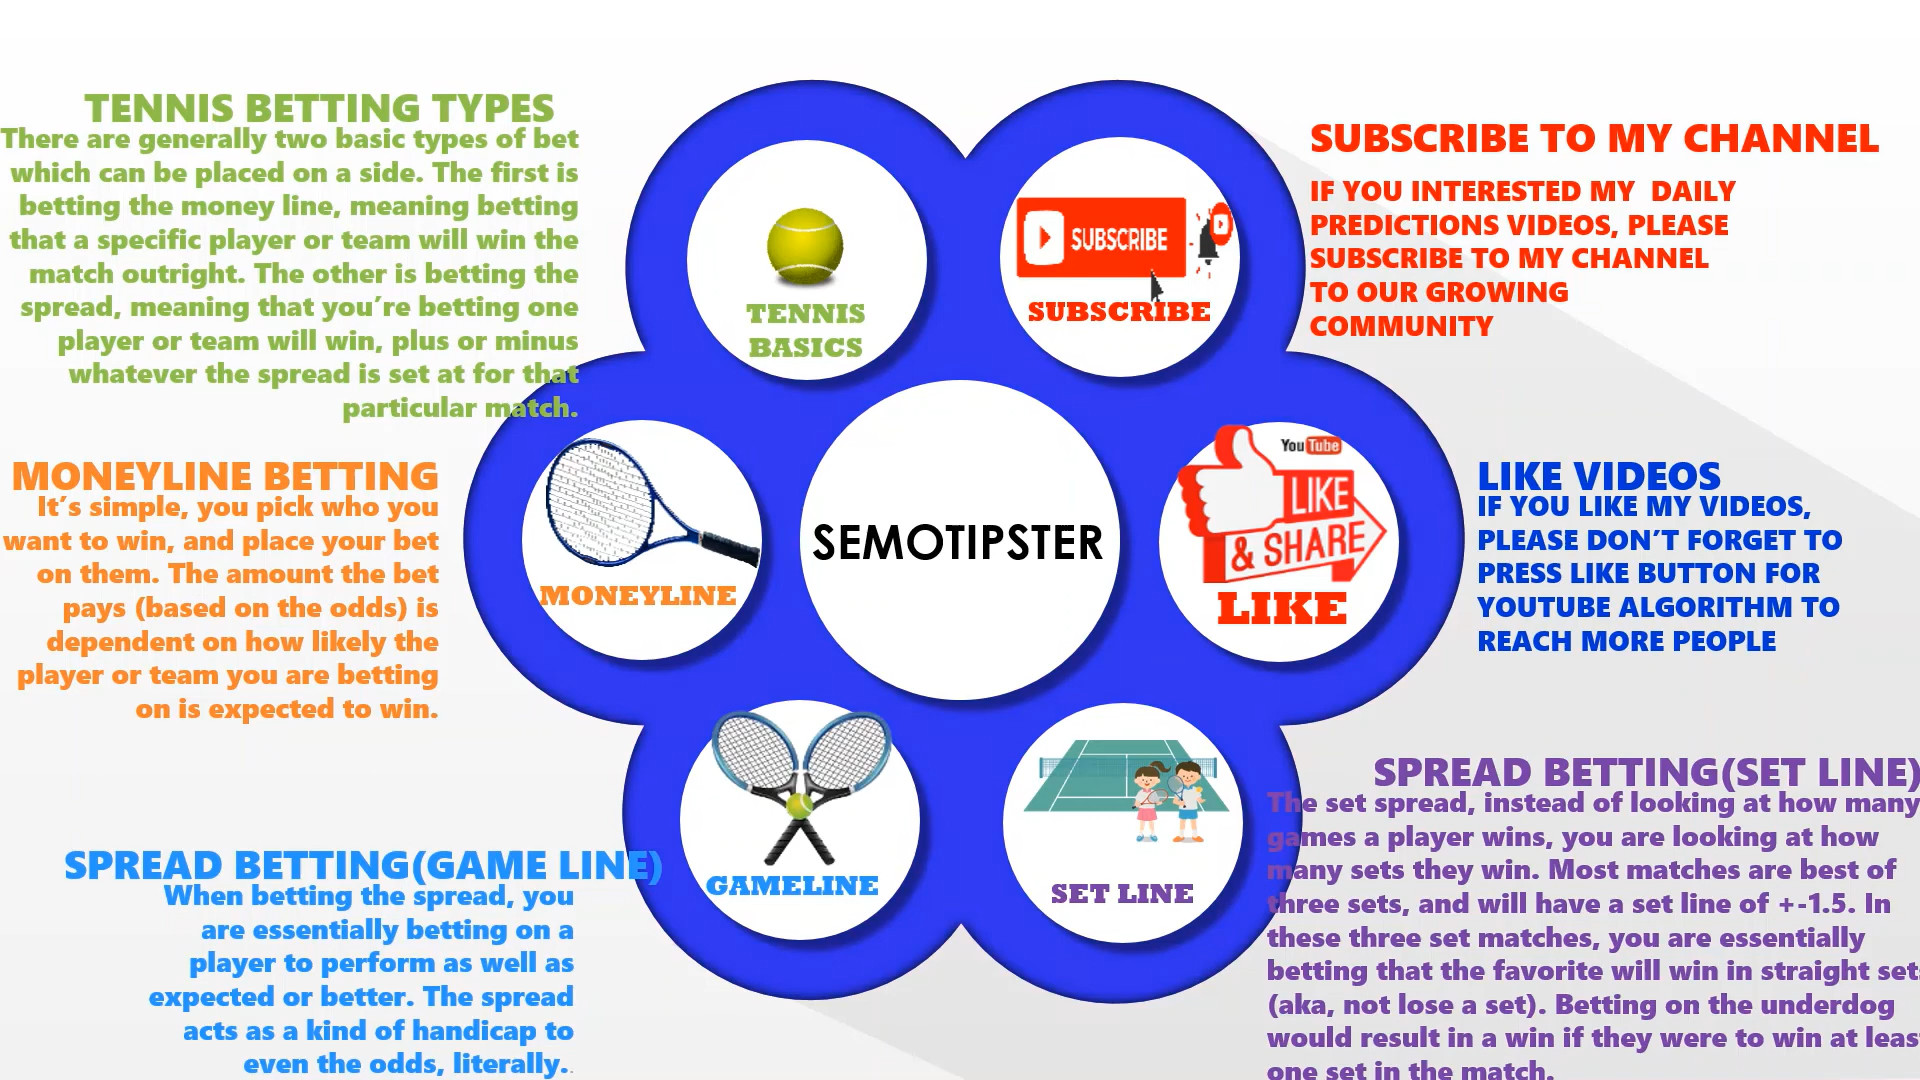 TENNIS BETTING TYPES
There are generally two basic types of bet
which can be placed on a side. The first is
betting the money line, meaning betting
that a specific player or team will win the
match outright. The other is betting the
spread, meaning that you’re betting one
player or team will win, plus or minus
whatever the spread is set at for that
particular match.
MONEYLINE BETTING
It’s simple, you pick who you
want to win, and place your bet
on them. The amount the bet
pays (based on the odds) is
dependent on how likely the
player or team you are betting
on is expected to win.
SPREAD BETTING(GAME LINE)
When betting the spread, you
are essentially betting on a
player to perform as well as
expected or better. The spread
acts as a kind of handicap to
even the odds, literally..
TENNIS
BASICS
SUBSCRIBE
SUBSCRIBE
MONEYLINE
SEMOTIPSTER
YouTube
LIKE
& SHARE
LIKE
GAMELINE
SET LINE
SUBSCRIBE TO MY CHANNEL
IF YOU INTERESTED MY DAILY
PREDICTIONS VIDEOS, PLEASE
SUBSCRIBE TO MY CHANNEL
TO OUR GROWING
COMMUNITY
LIKE VIDEOS
IF YOU LIKE MY VIDEOS,
PLEASE DON’T FORGET TO
PRESS LIKE BUTTON FOR
YOUTUBE ALGORITHM TO
REACH MORE PEOPLE
SPREAD BETTING(SET LINE)
The set spread, instead of looking at how many
games a player wins, you are looking at how
many sets they win. Most matches are best of
three sets, and will have a set line of +-1.5. In
these three set matches, you are essentially
betting that the favorite will win in straight sets
(aka, not lose a set). Betting on the underdog
would result in a win if they were to win at least
one set in the match.